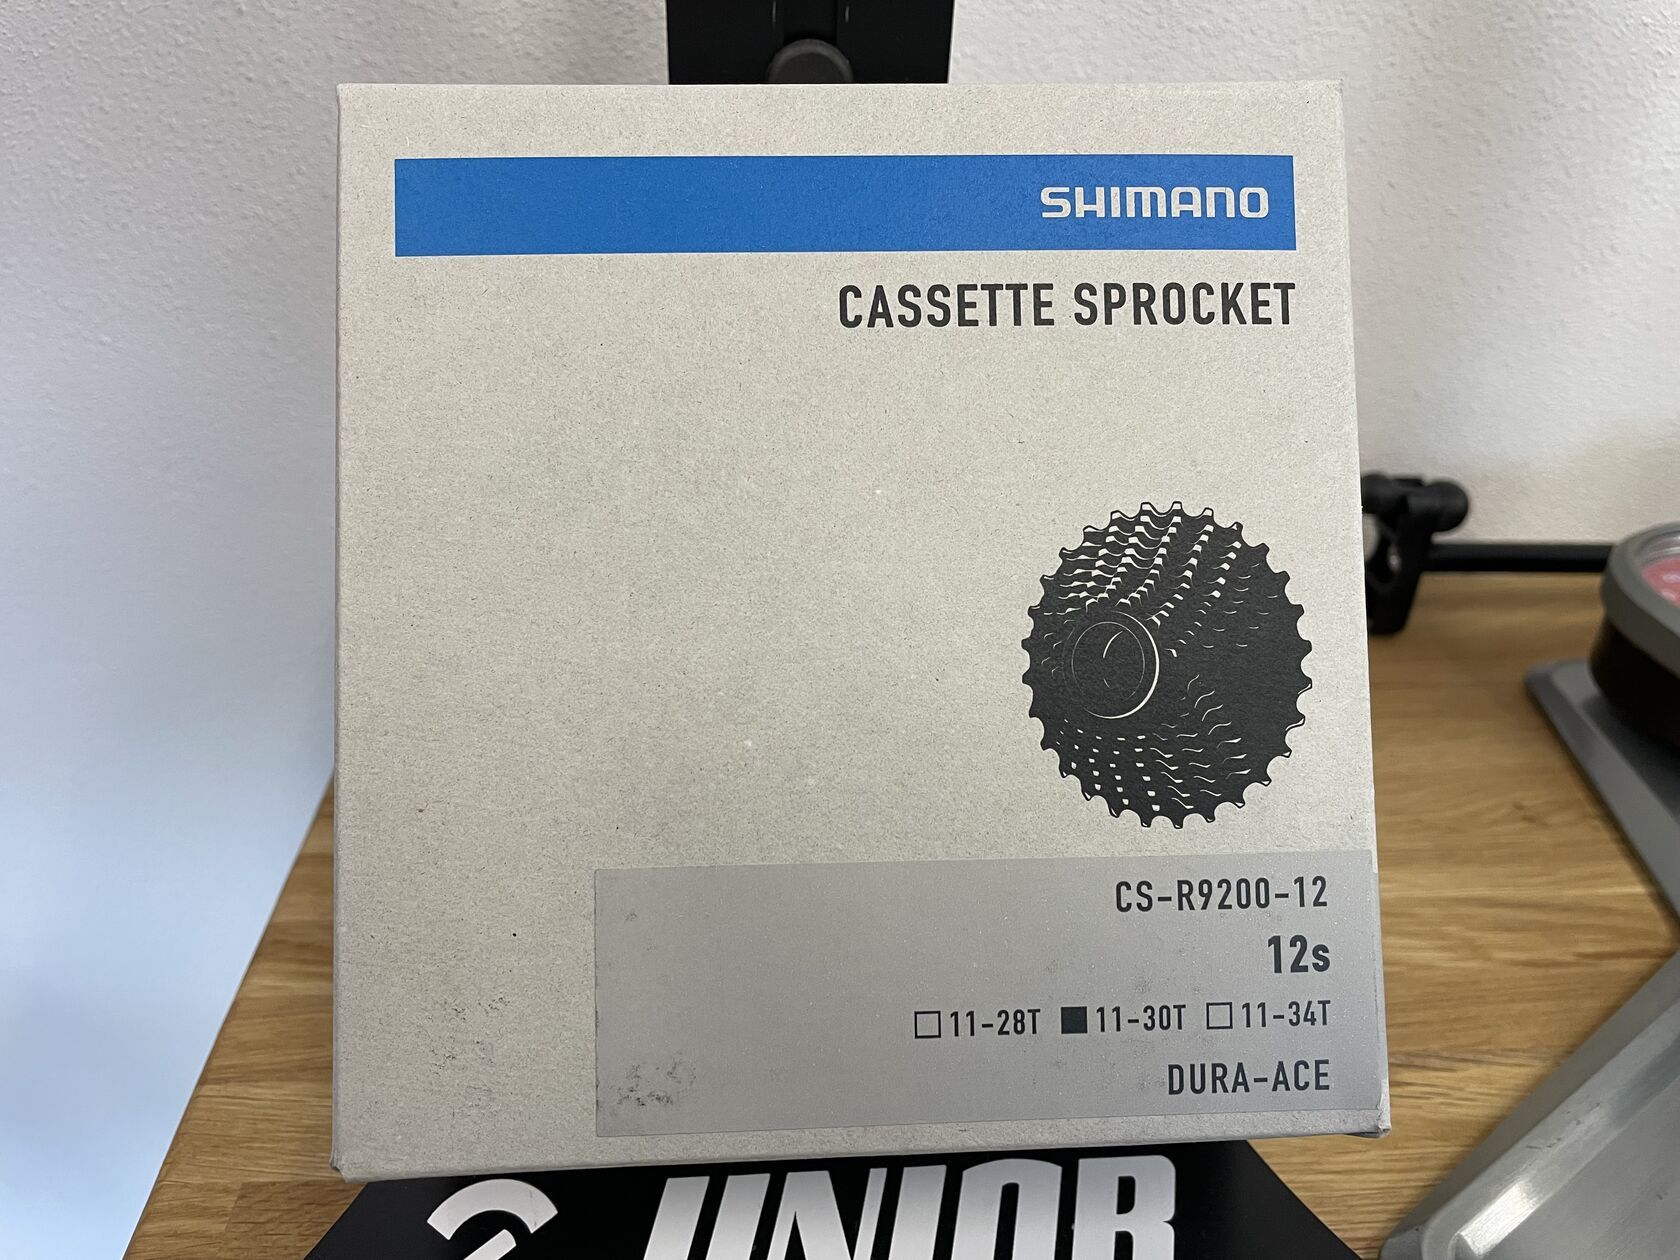 SHIMANO
CASSETTE SPROCKET
CS-R9200-12
12s
11-28T 11-30T 11-34T
DURA-ACE
UNIOR